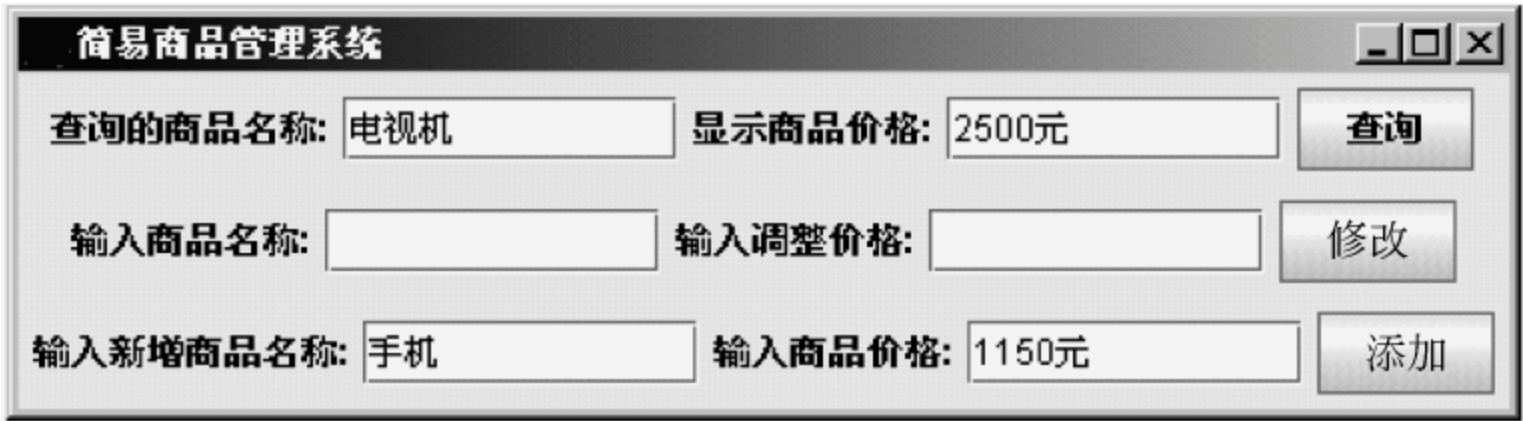 简易商品管理系统
查询的商品名称: 电视机 显示商品价格: 2500元 查询
输入商品名称: 输入调整价格: 修改
输入新增商品名称: 手机 输入商品价格: 1150元 添加